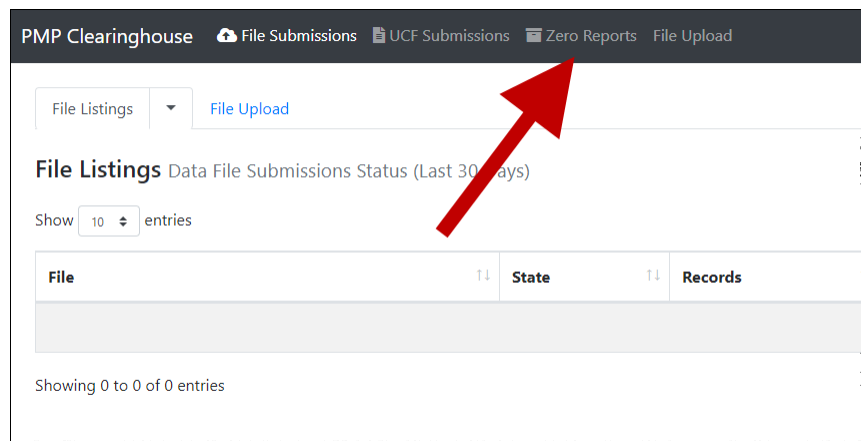 PMP Clearinghouse File Submissions UCF Submissions Zero Reports File Upload
File Listings File Upload
File Listings Data File Submissions Status (Last 30 Days)
Show 10 entries
File State Records
Showing 0 to 0 of 0 entries